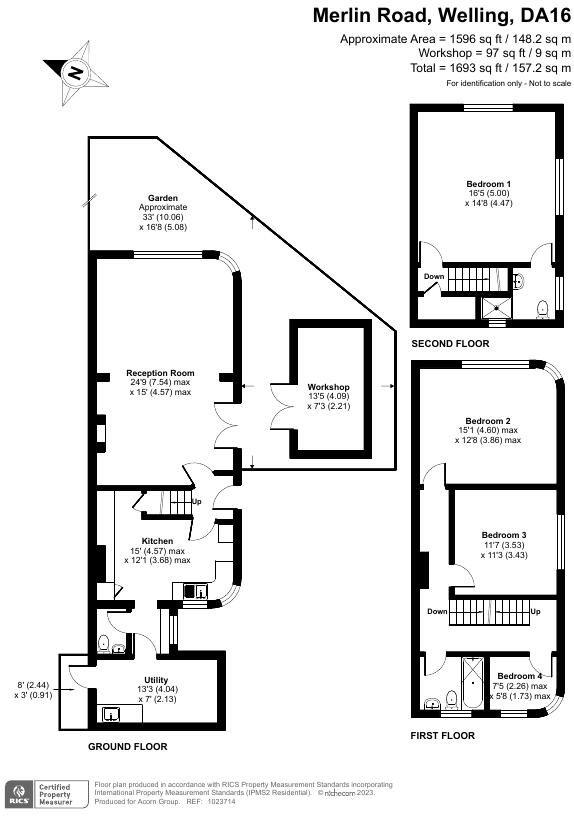 Merlin Road, Welling, DA16
Approximate Area = 1596 sq ft / 148.2 sq m
Workshop = 97 sq ft / 9 sq m
Total = 1693 sq ft / 157.2 sq m
For identification only - Not to scale
N
Garden
Approximate
33' (10.06)
x 16'8 (5.08)
Bedroom 1
16'5 (5.00)
x 14'8 (4.47)
Down
SECOND FLOOR
Reception Room
24'9 (7.54) max
x 15' (4.57) max
Workshop
13'5 (4.09)
x 7'3 (2.21)
Bedroom 2
15'1 (4.60) max
x 12'8 (3.86) max
Up
Kitchen
15' (4.57) max
x 12'1 (3.68) max
Bedroom 3
11'7 (3.53)
x 11'3 (3.43)
Down
Up
8' (2.44)
x 3' (0.91)
Utility
13'3 (4.04)
x 7' (2.13)
Bedroom 4
7'5 (2.26) max
x 5'8 (1.73) max
GROUND FLOOR
FIRST FLOOR
RICS
Certified
Property
Measurer
Floor plan produced in accordance with RICS Property Measurement Standards incorporating
International Property Measurement Standards (IPMS2 Residential). © nichecom 2023.
Produced for Acorn Group. REF: 1023714